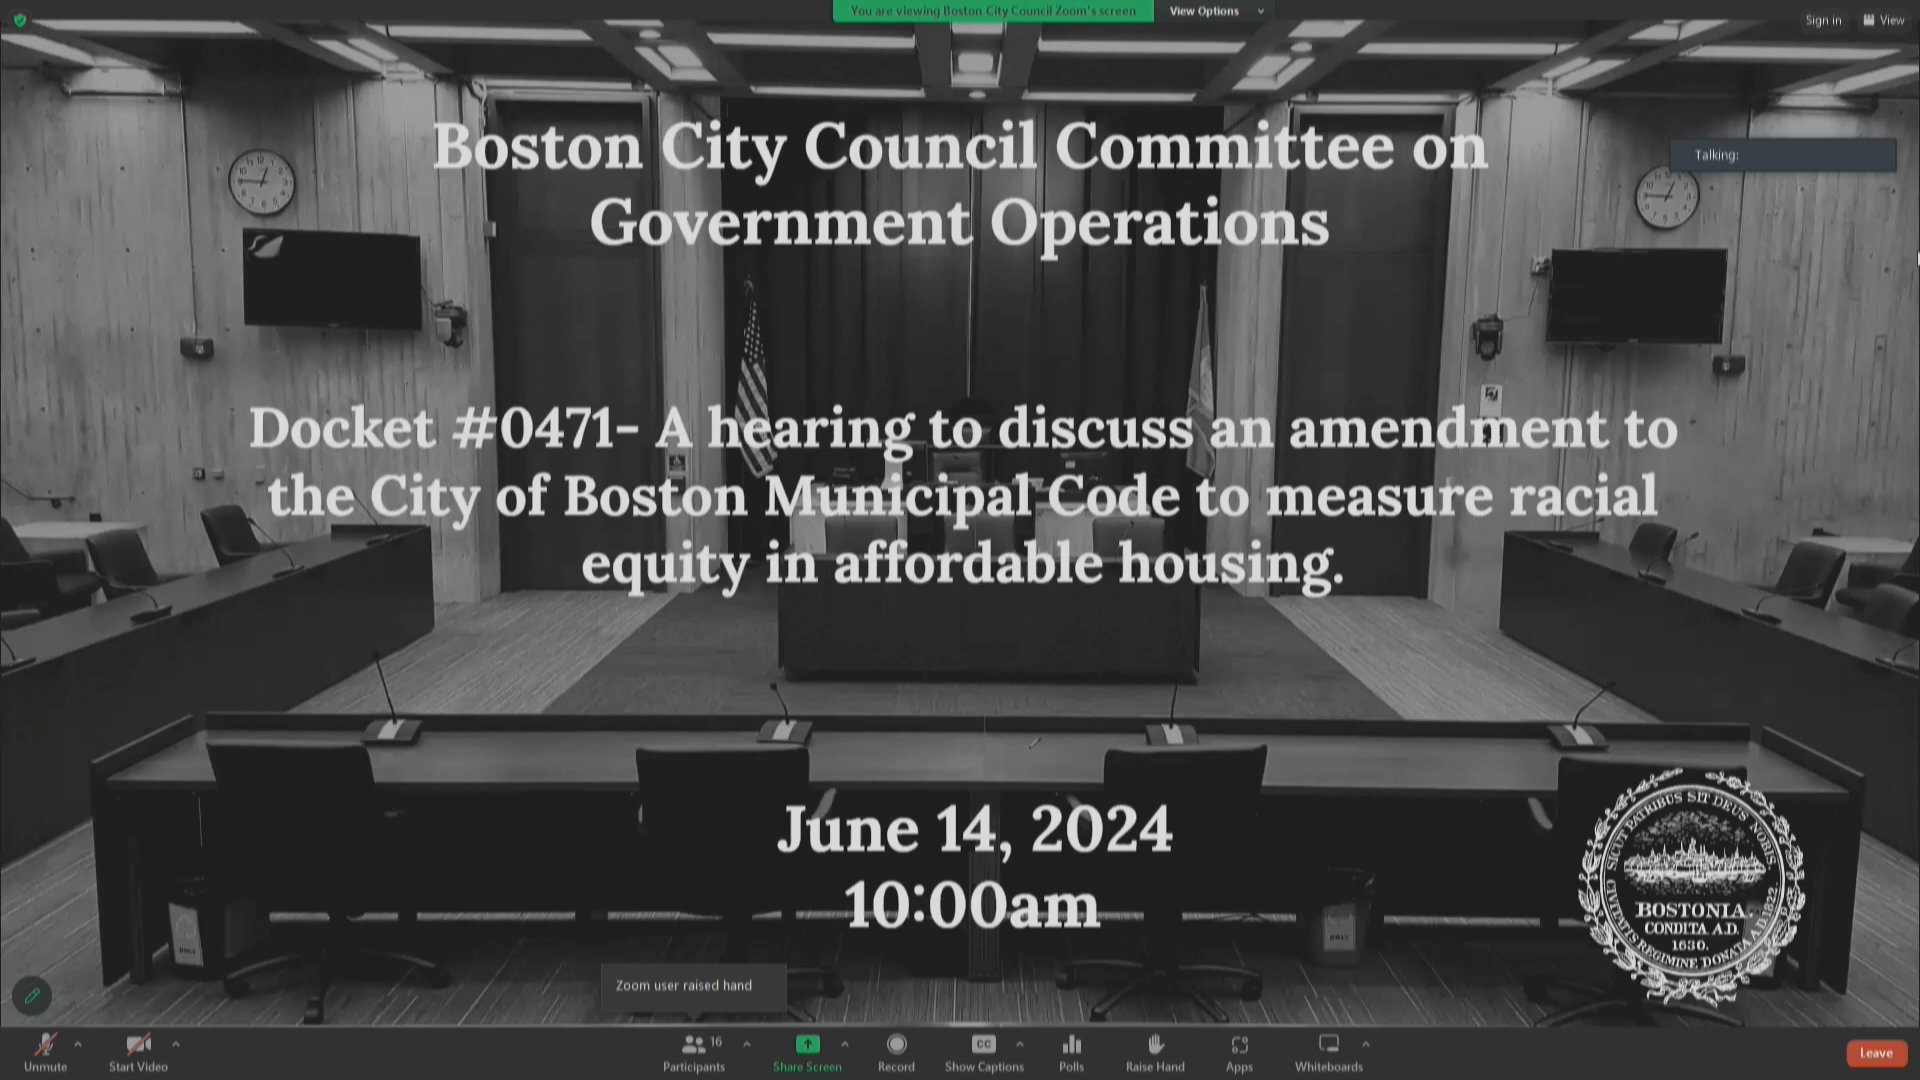 You are viewing Boston City Council Zoom's screen
View Options
Sign in
View
Boston City Council Committee on
Government Operations
Talking:
Docket #0471- A hearing to discuss an amendment to
the City of Boston Municipal Code to measure racial
equity in affordable housing.
June 14, 2024
10:00am
SICUT PATRIBUS SIT DEUS NOBIS
BOSTONIA.
CONDITA A.D.
1630.
CIVITATIS REGIMINE DONATA A.D. 1822.
ONLY
ONLY
Zoom user raised hand
Unmute
Start Video
16
Participants
Share Screen
Record
CC
Show Captions
Polls
Raise Hand
Apps
Whiteboards
Leave